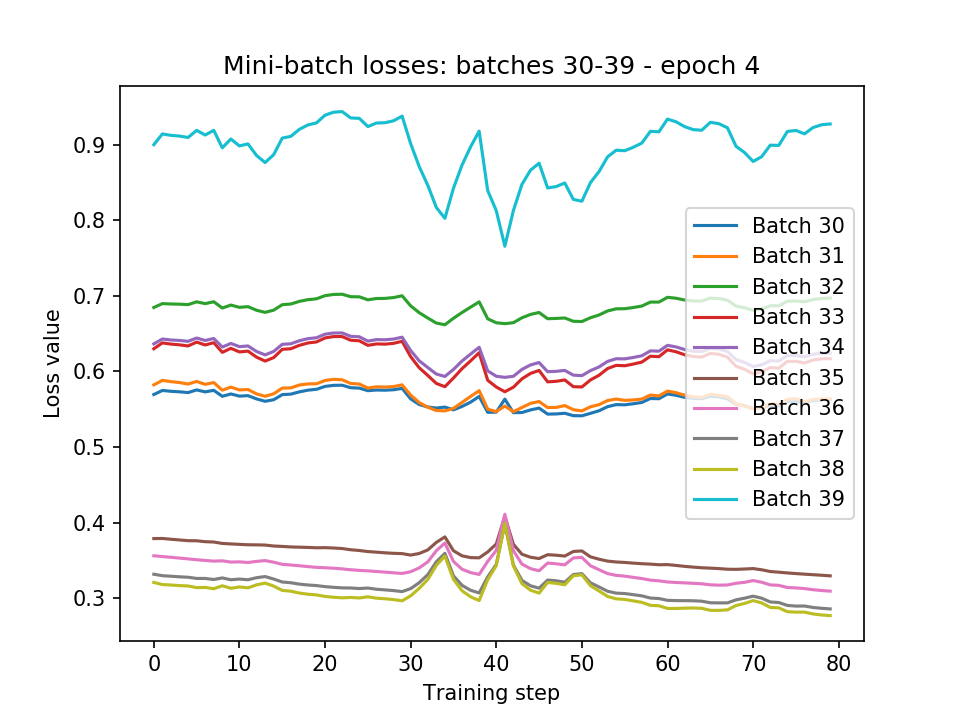 Mini-batch losses: batches 30-39 - epoch 4
Loss value
0.9
0.8
0.7
0.6
0.5
0.4
0.3
Batch 30
Batch 31
Batch 32
Batch 33
Batch 34
Batch 35
Batch 36
Batch 37
Batch 38
Batch 39
0 10 20 30 40 50 60 70 80
Training step